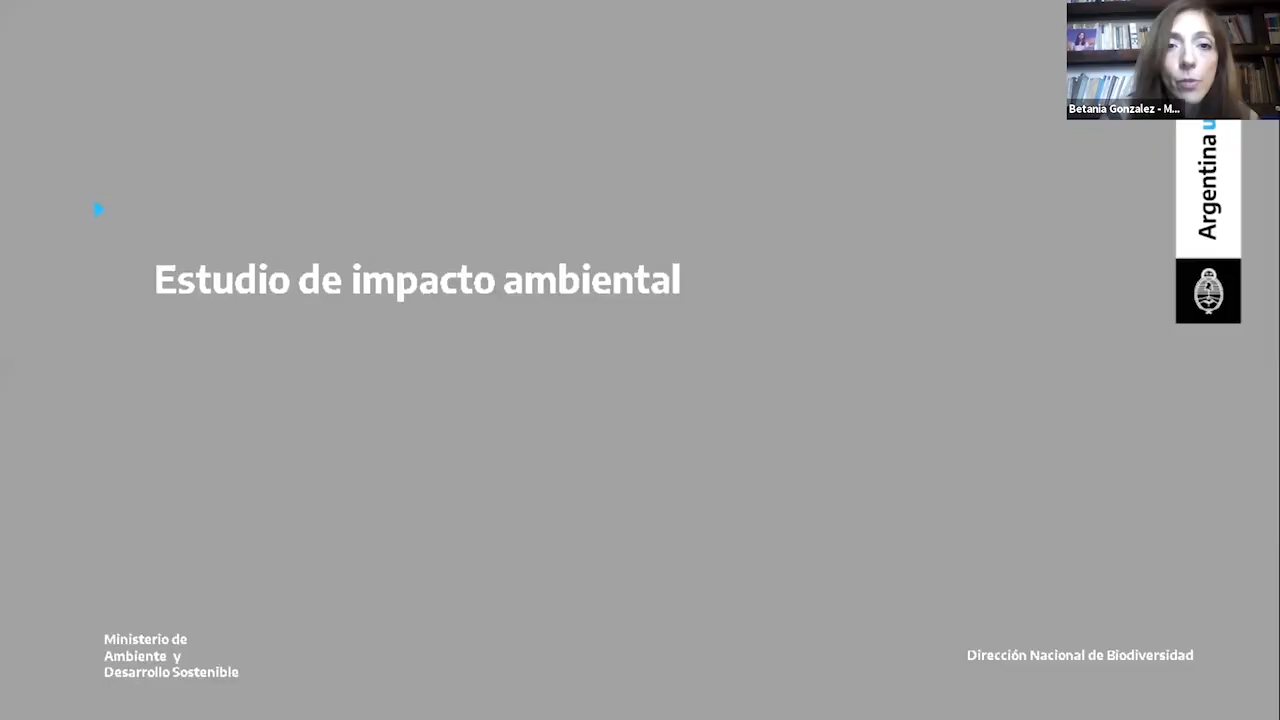 Betania Gonzalez - M...
Argentina u
Estudio de impacto ambiental
Ministerio de
Ambiente y
Desarrollo Sostenible
Dirección Nacional de Biodiversidad